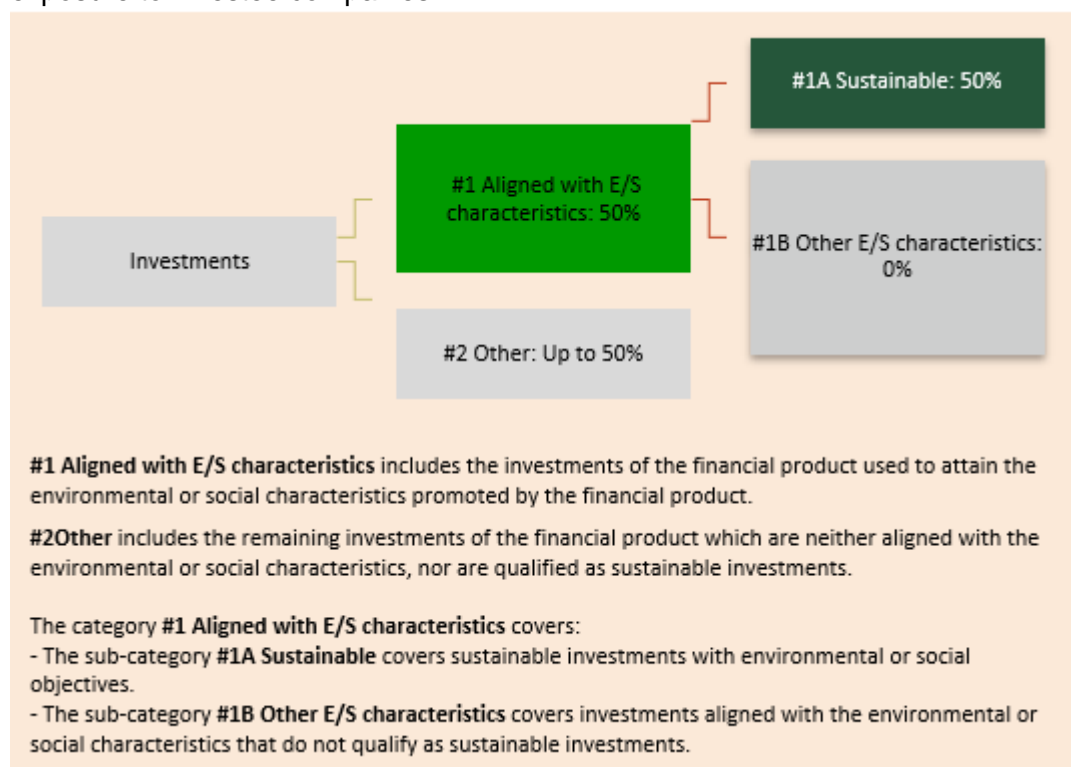 #1A Sustainable: 50%
#1 Aligned with E/S
characteristics: 50%
#1B Other E/S characteristics:
0%
Investments
#2 Other: Up to 50%
#1 Aligned with E/S characteristics includes the investments of the financial product used to attain the
environmental or social characteristics promoted by the financial product.
#2Other includes the remaining investments of the financial product which are neither aligned with the
environmental or social characteristics, nor are qualified as sustainable investments.
The category #1 Aligned with E/S characteristics covers:
- The sub-category #1A Sustainable covers sustainable investments with environmental or social
objectives.
- The sub-category #1B Other E/S characteristics covers investments aligned with the environmental or
social characteristics that do not qualify as sustainable investments.